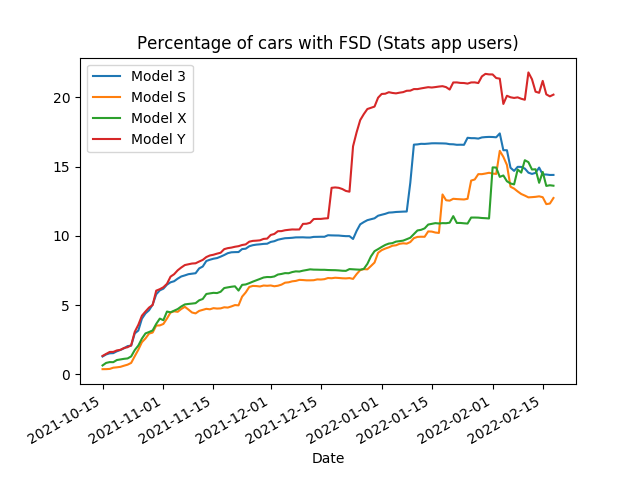 Percentage of cars with FSD (Stats app users)
Model 3
Model S
Model X
Model Y
20
15
10
5
0
2021-10-15
2021-11-01
2021-11-15
2021-12-01
2021-12-15
2022-01-01
2022-01-15
2022-02-01
2022-02-15
Date